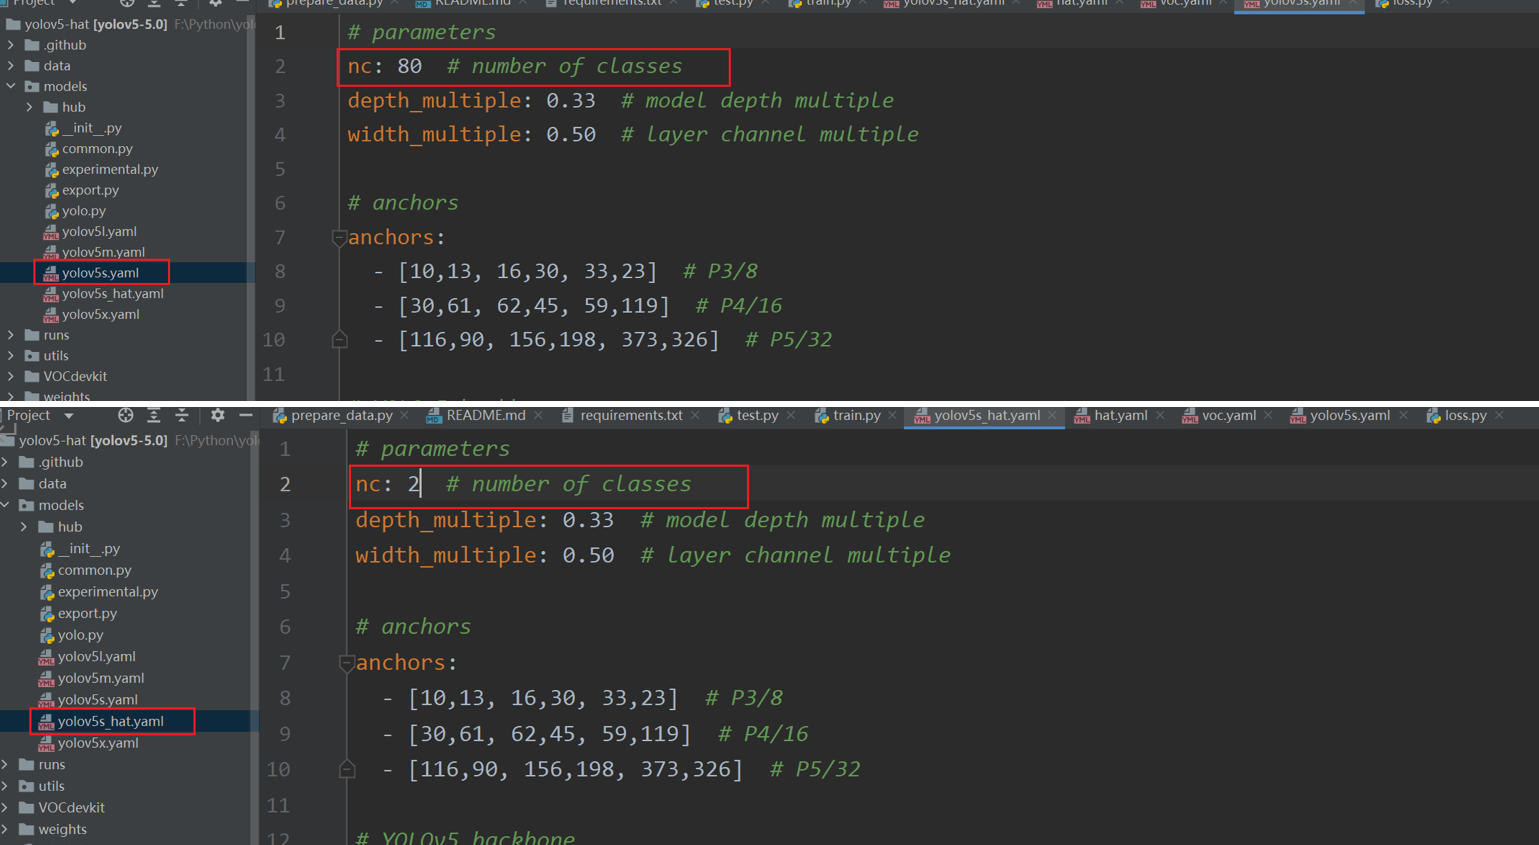 Project
prepare_data.py
README.md
requirements.txt
test.py
train.py
yolov5s_hat.yaml
hat.yaml
voc.yaml
yolov5s.yaml
loss.py
yolov5-hat [yolov5-5.0] F:\Python\yol
.github
data
models
hub
__init__.py
common.py
experimental.py
export.py
yolo.py
yolov5l.yaml
yolov5m.yaml
yolov5s.yaml
yolov5s_hat.yaml
yolov5x.yaml
runs
utils
VOCdevkit
weights
1 # parameters
2 nc: 80 # number of classes
3 depth_multiple: 0.33 # model depth multiple
4 width_multiple: 0.50 # layer channel multiple
5
6 # anchors
7 anchors:
8 - [10,13, 16,30, 33,23] # P3/8
9 - [30,61, 62,45, 59,119] # P4/16
10 - [116,90, 156,198, 373,326] # P5/32
11
Project
prepare_data.py
README.md
requirements.txt
test.py
train.py
yolov5s_hat.yaml
hat.yaml
voc.yaml
yolov5s.yaml
loss.py
yolov5-hat [yolov5-5.0] F:\Python\yol
.github
data
models
hub
__init__.py
common.py
experimental.py
export.py
yolo.py
yolov5l.yaml
yolov5m.yaml
yolov5s.yaml
yolov5s_hat.yaml
yolov5x.yaml
runs
utils
VOCdevkit
weights
1 # parameters
2 nc: 2 # number of classes
3 depth_multiple: 0.33 # model depth multiple
4 width_multiple: 0.50 # layer channel multiple
5
6 # anchors
7 anchors:
8 - [10,13, 16,30, 33,23] # P3/8
9 - [30,61, 62,45, 59,119] # P4/16
10 - [116,90, 156,198, 373,326] # P5/32
11
12 # YOLOv5 backbone